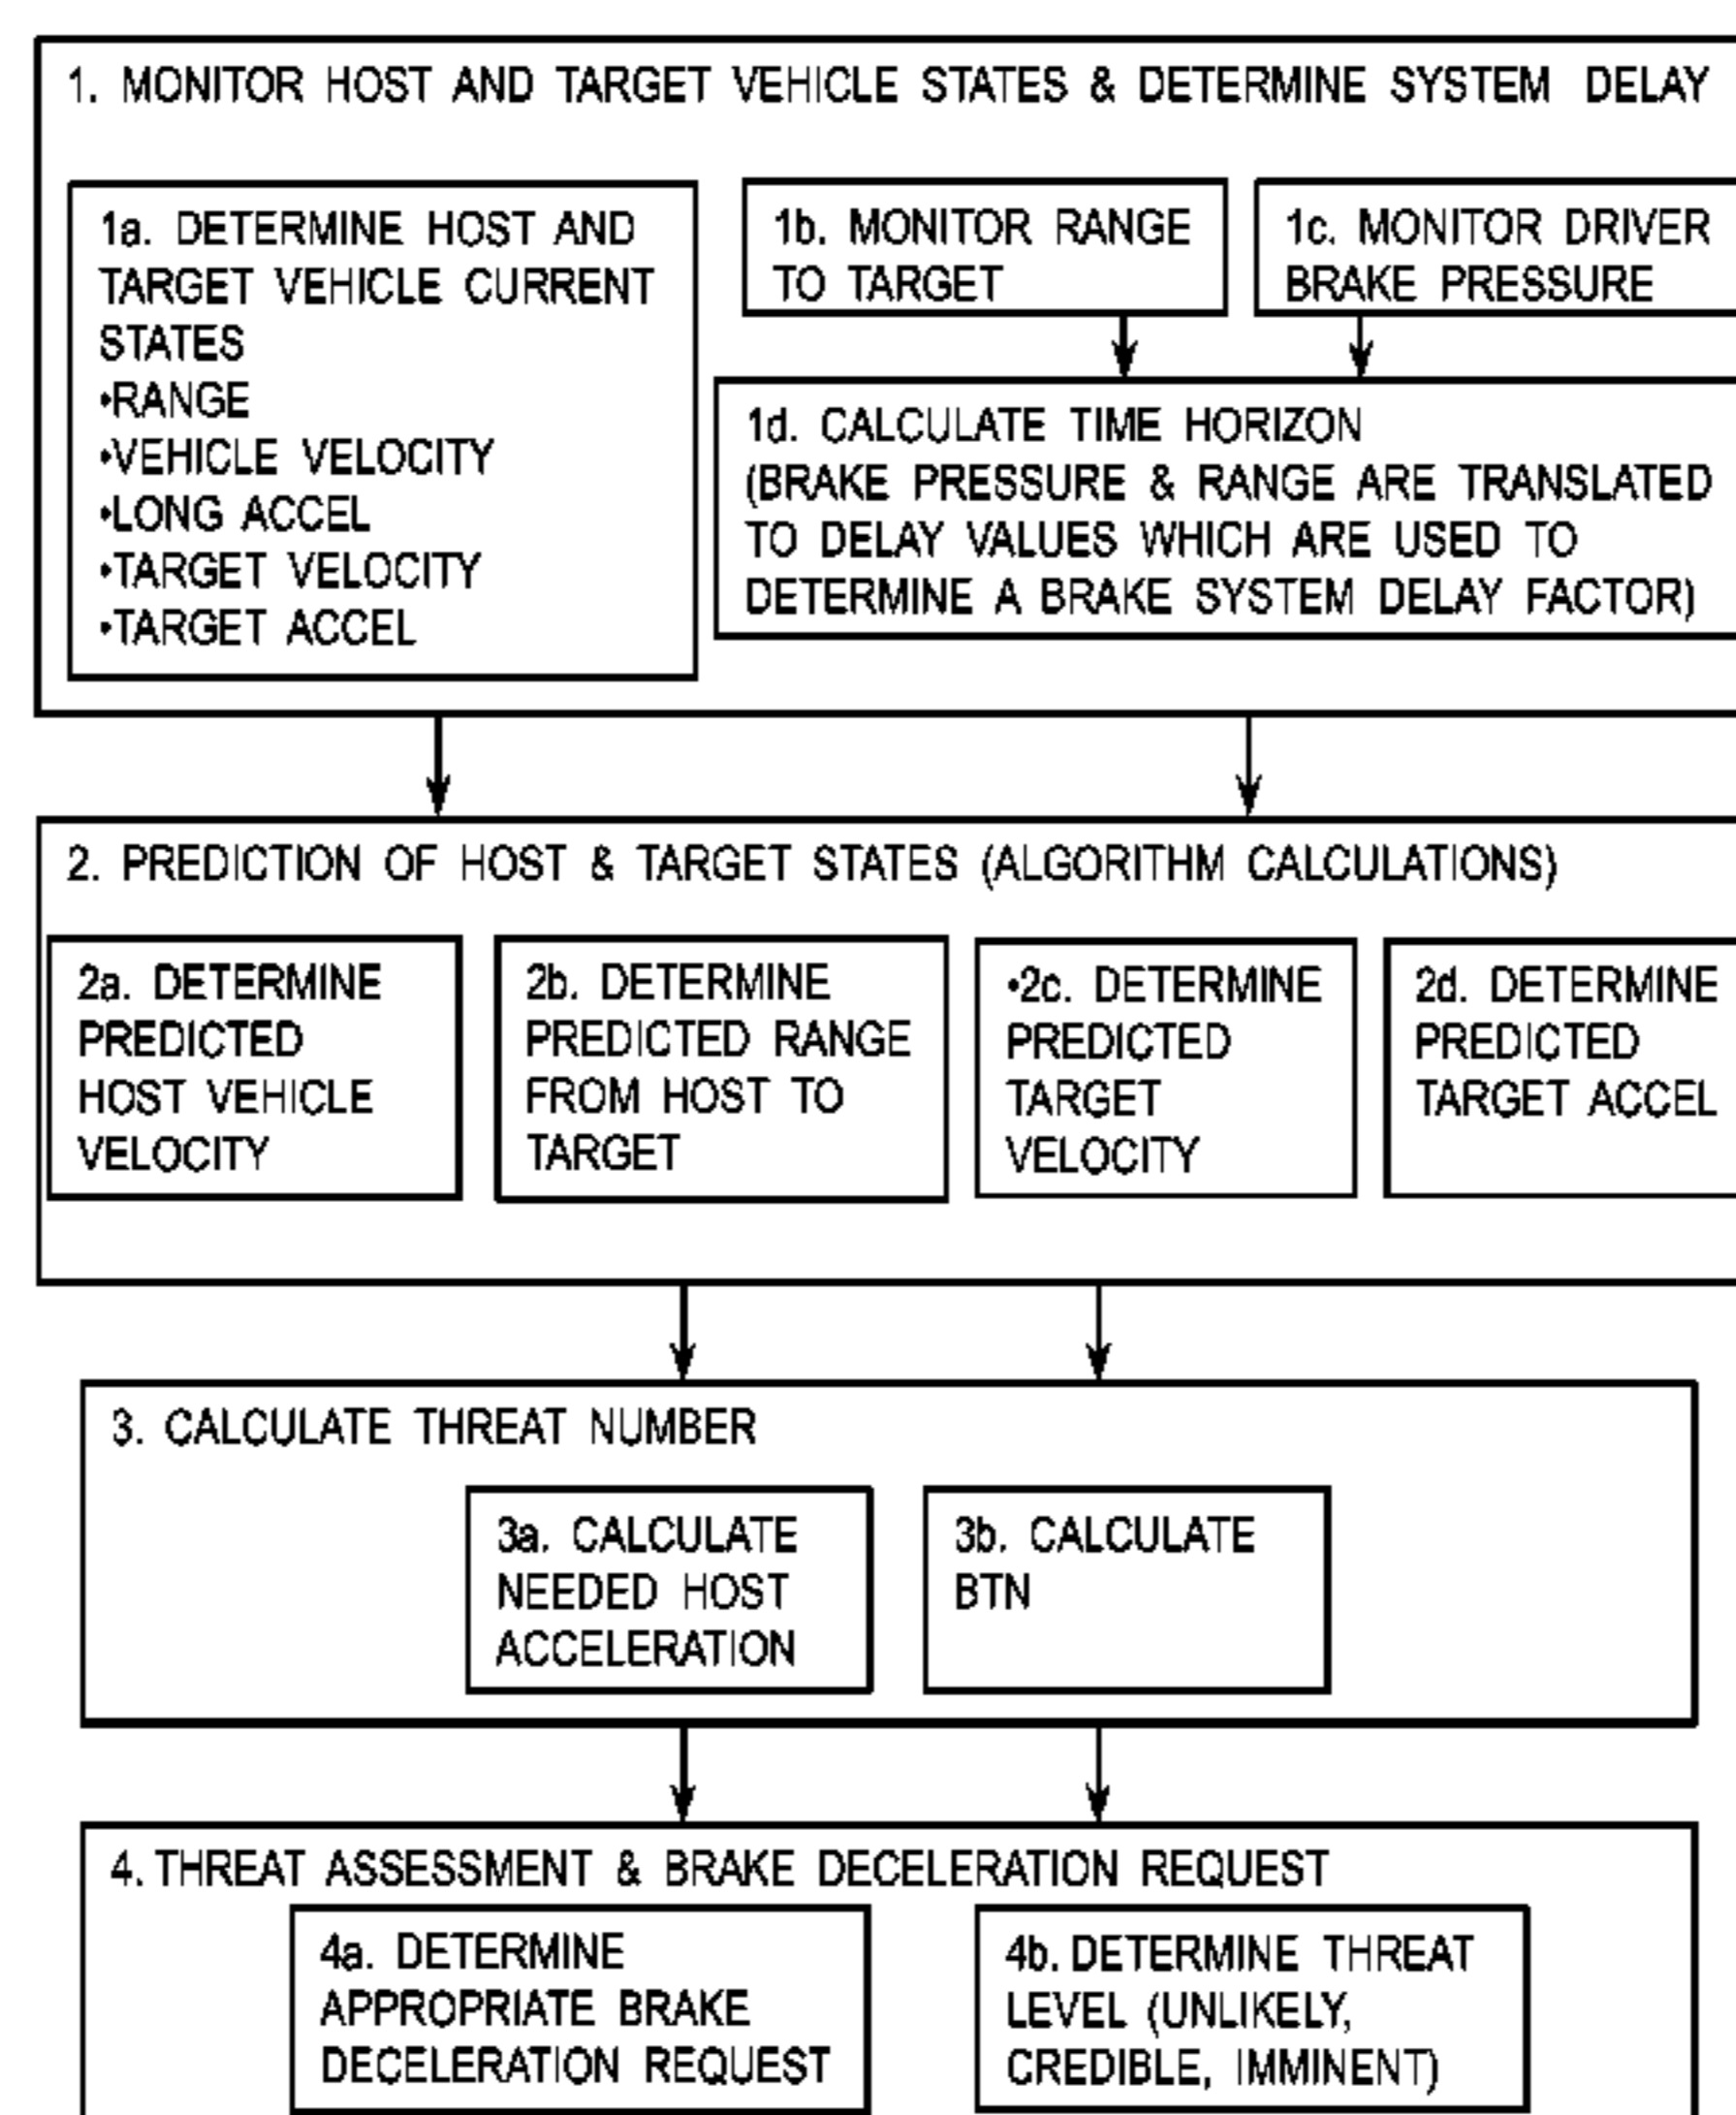 1. MONITOR HOST AND TARGET VEHICLE STATES & DETERMINE SYSTEM DELAY
1a. DETERMINE HOST AND
TARGET VEHICLE CURRENT
STATES
•RANGE
•VEHICLE VELOCITY
•LONG ACCEL
•TARGET VELOCITY
•TARGET ACCEL
1b. MONITOR RANGE
TO TARGET
1c. MONITOR DRIVER
BRAKE PRESSURE
1d. CALCULATE TIME HORIZON
(BRAKE PRESSURE & RANGE ARE TRANSLATED
TO DELAY VALUES WHICH ARE USED TO
DETERMINE A BRAKE SYSTEM DELAY FACTOR)
2. PREDICTION OF HOST & TARGET STATES (ALGORITHM CALCULATIONS)
2a. DETERMINE
PREDICTED
HOST VEHICLE
VELOCITY
2b. DETERMINE
PREDICTED RANGE
FROM HOST TO
TARGET
•2c. DETERMINE
PREDICTED
TARGET
VELOCITY
2d. DETERMINE
PREDICTED
TARGET ACCEL
3. CALCULATE THREAT NUMBER
3a. CALCULATE
NEEDED HOST
ACCELERATION
3b. CALCULATE
BTN
4. THREAT ASSESSMENT & BRAKE DECELERATION REQUEST
4a. DETERMINE
APPROPRIATE BRAKE
DECELERATION REQUEST
4b. DETERMINE THREAT
LEVEL (UNLIKELY,
CREDIBLE, IMMINENT)